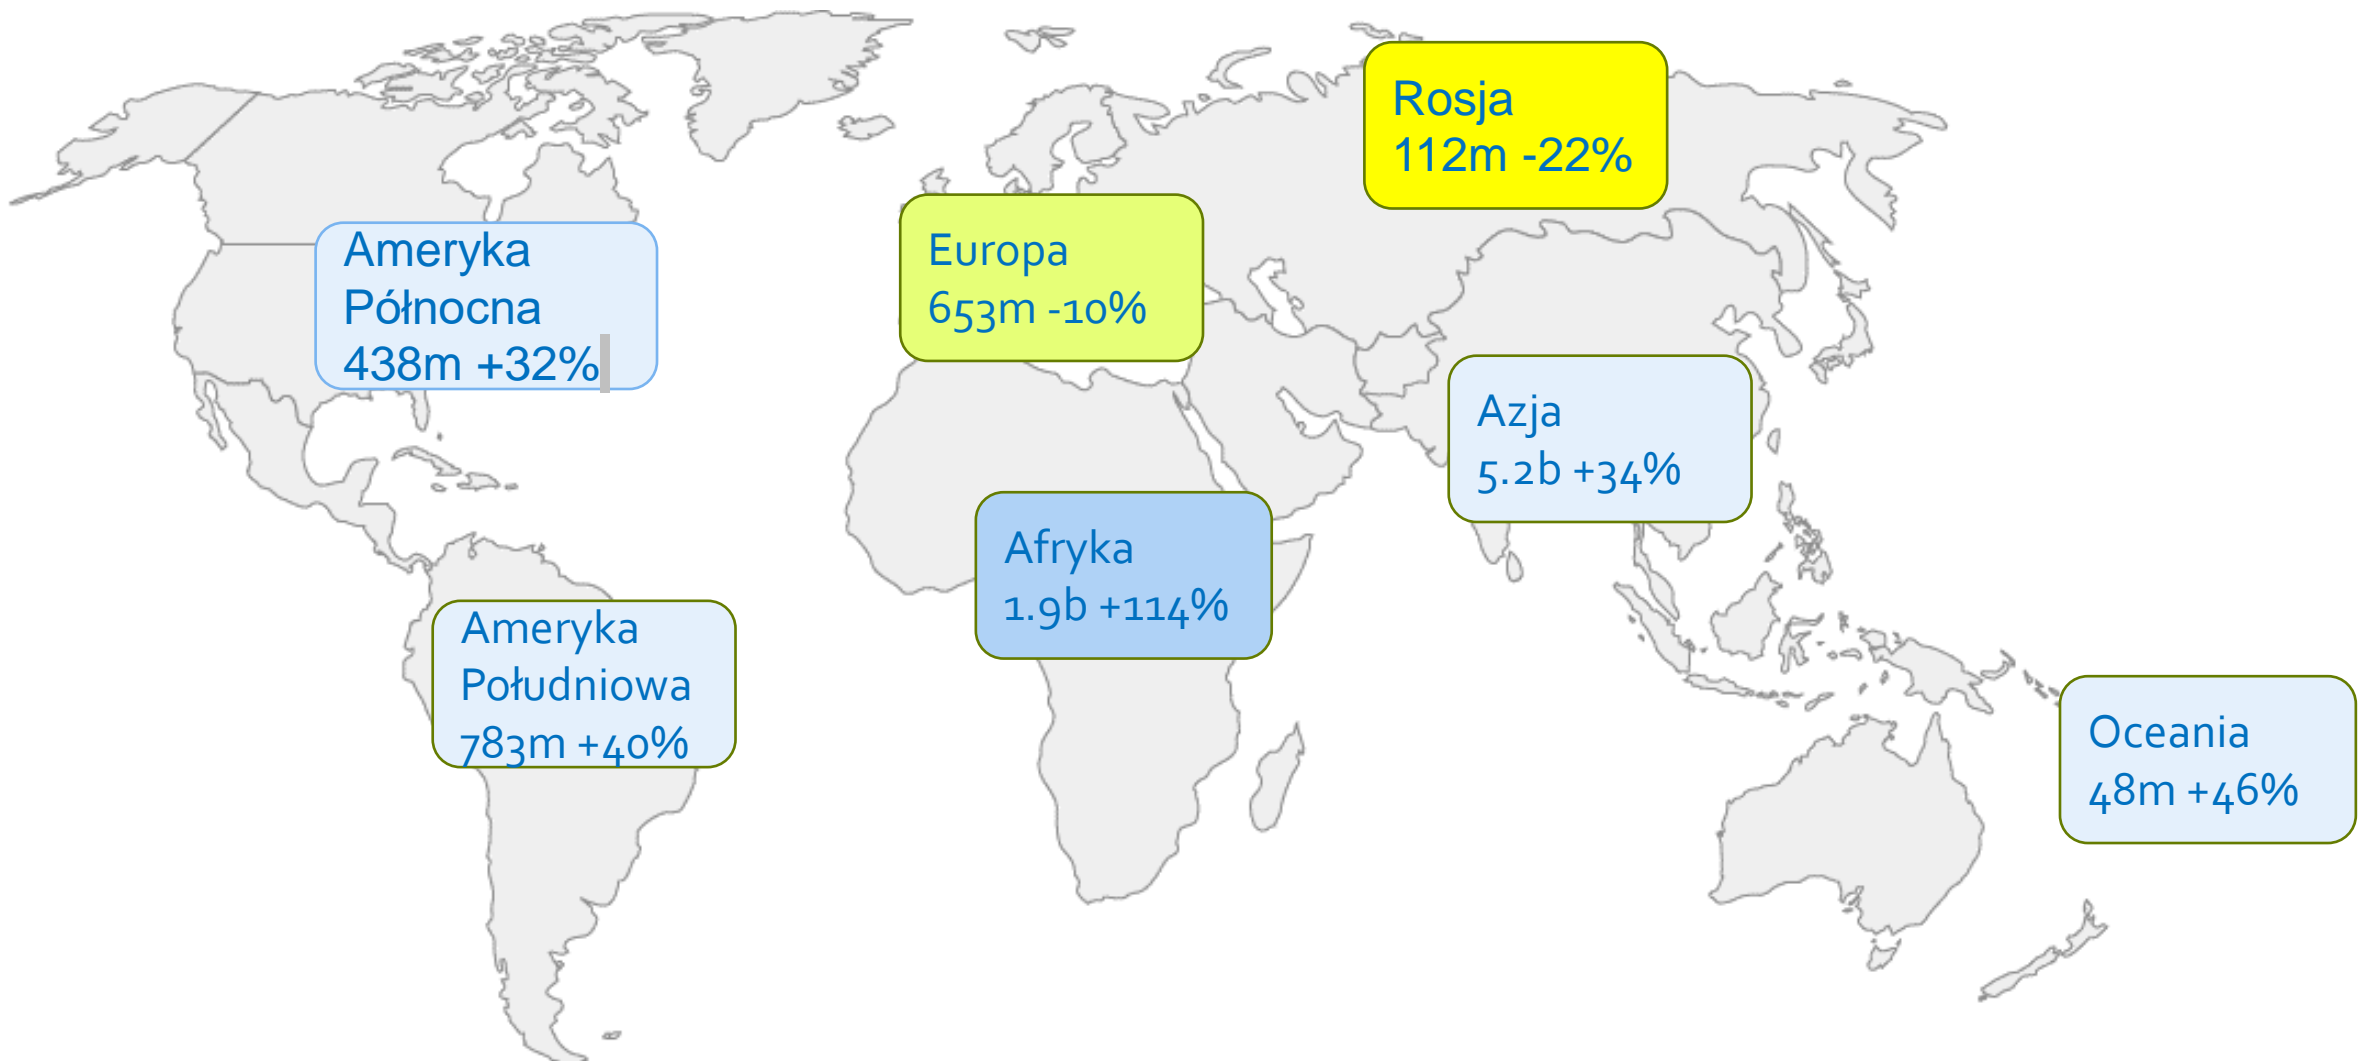 Rosja
112m -22%
Ameryka
Północna
438m +32%
Europa
653m -10%
Azja
5.2b +34%
Afryka
1.9b +114%
Ameryka
Południowa
783m +40%
Oceania
48m +46%